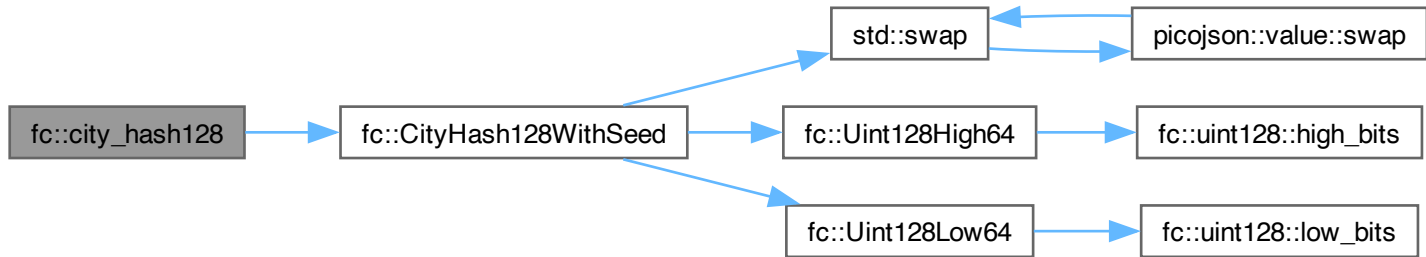 std::swap
picojson::value::swap
fc::city_hash128
fc::CityHash128WithSeed
fc::Uint128High64
fc::uint128::high_bits
fc::Uint128Low64
fc::uint128::low_bits